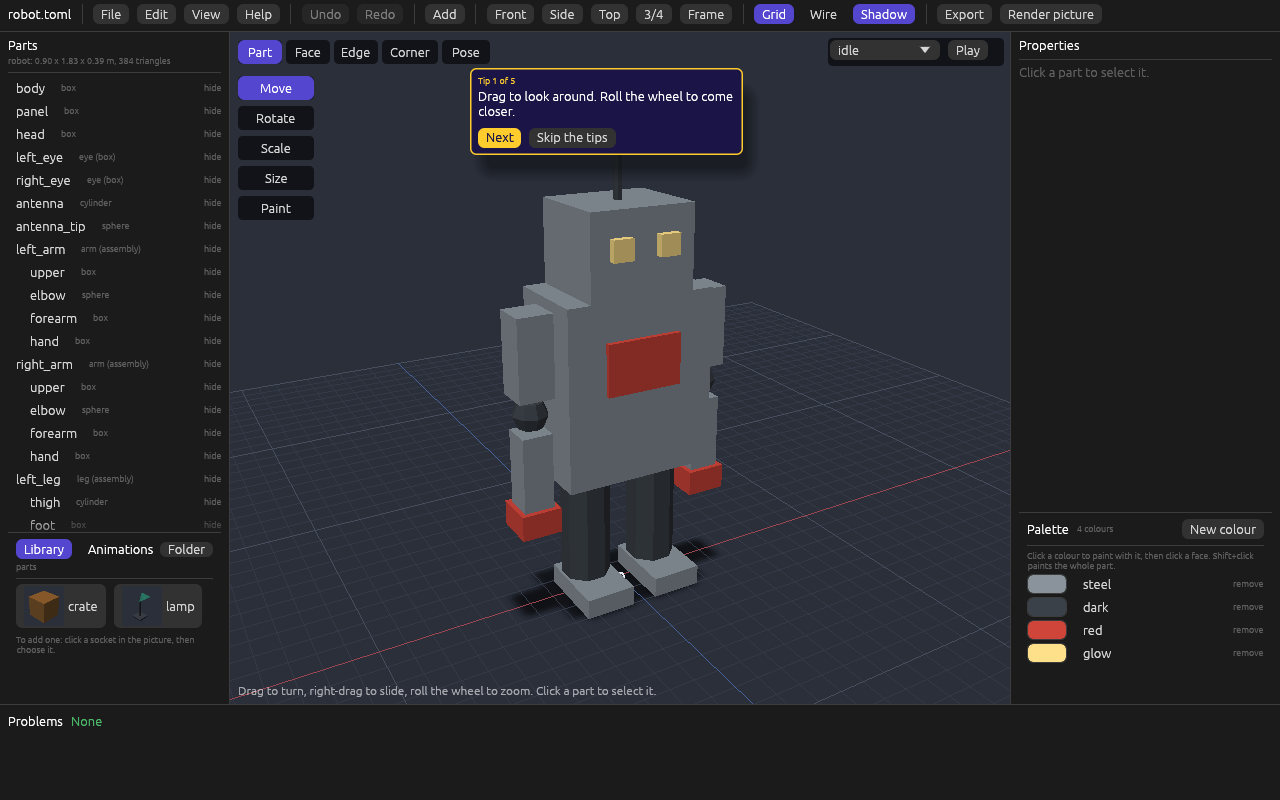 robot.toml File Edit View Help Undo Redo Add Front Side Top 3/4 Frame Grid Wire Shadow Export Render picture
Parts
robot: 0.90 x 1.83 x 0.39 m, 384 triangles
body box hide
panel box hide
head box hide
left_eye eye (box) hide
right_eye eye (box) hide
antenna cylinder hide
antenna_tip sphere hide
left_arm arm (assembly) hide
upper box hide
elbow sphere hide
forearm box hide
hand box hide
right_arm arm (assembly) hide
upper box hide
elbow sphere hide
forearm box hide
hand box hide
left_leg leg (assembly) hide
thigh cylinder hide
foot box hide
Library Animations Folder
parts
crate lamp
To add one: click a socket in the picture, then
choose it.
Part Face Edge Corner Pose
Move
Rotate
Scale
Size
Paint
Tip 1 of 5
Drag to look around. Roll the wheel to come
closer.
Next Skip the tips
idle Play
Drag to turn, right-drag to slide, roll the wheel to zoom. Click a part to select it.
Properties
Click a part to select it.
Palette 4 colours New colour
Click a colour to paint with it, then click a face. Shift+click
paints the whole part.
steel remove
dark remove
red remove
glow remove
Problems None